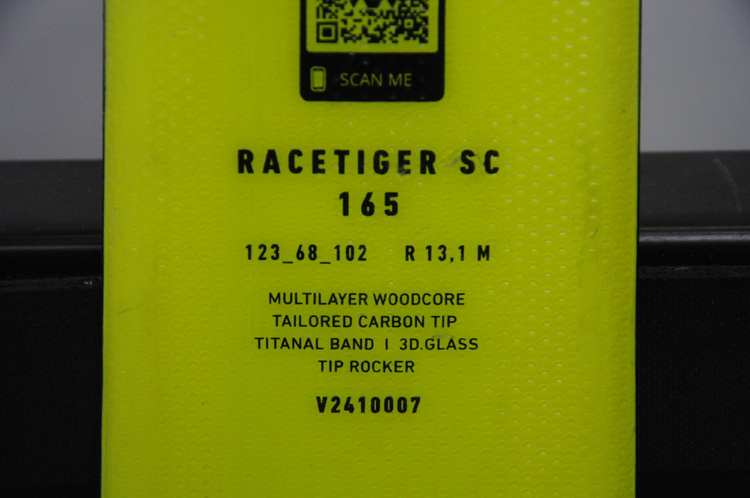 SCAN ME
RACETIGER SC
165
123_68_102 R 13,1 M
MULTILAYER WOODCORE
TAILORED CARBON TIP
TITANAL BAND I 3D.GLASS
TIP ROCKER
V2410007